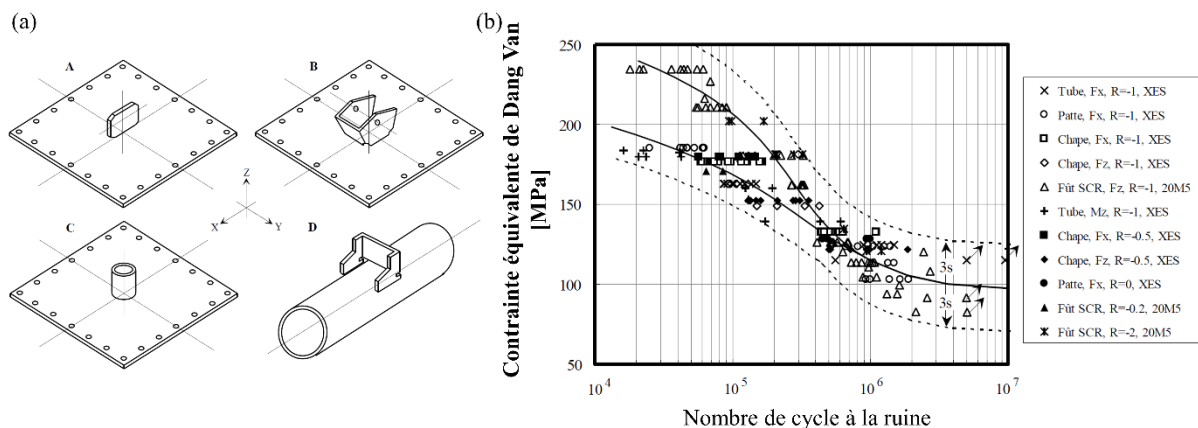 (a)
A
B
Z
X
Y
C
D
(b)
Contrainte équivalente de Dang Van
[MPa]
250
200
150
100
50
3s
3s
10^4
10^5
10^6
10^7
Nombre de cycle à la ruine
Tube, Fx, R=-1, XES
Patte, Fx, R=-1, XES
Chape, Fx, R=-1, XES
Chape, Fz, R=-1, XES
Fût SCR, Fz, R=-1, 20M5
Tube, Mz, R=-1, XES
Chape, Fx, R=-0.5, XES
Chape, Fz, R=-0.5, XES
Patte, Fx, R=0, XES
Fût SCR, R=-0.2, 20M5
Fût SCR, R=-2, 20M5